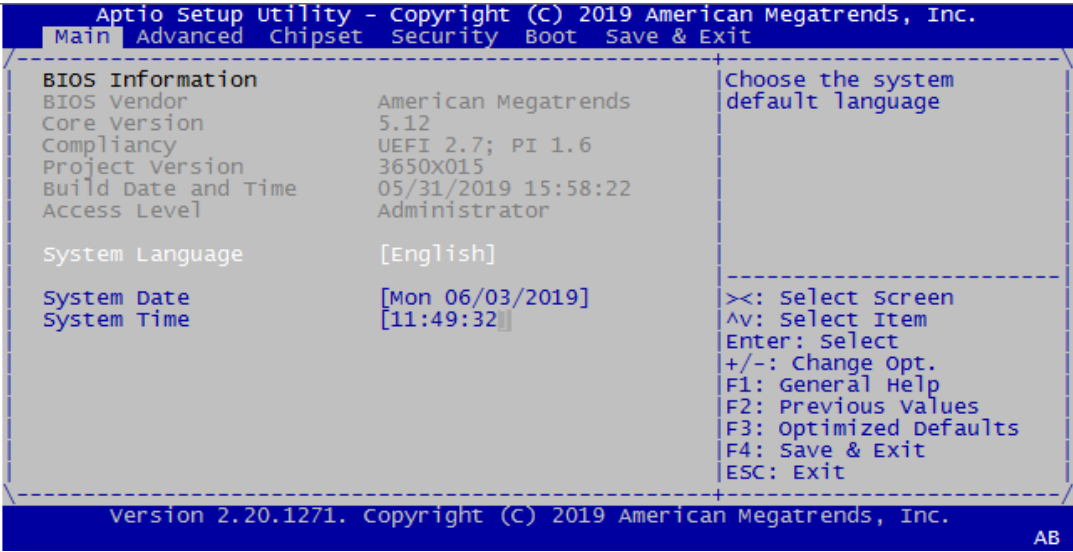 Aptio Setup Utility - Copyright (C) 2019 American Megatrends, Inc.
Main Advanced Chipset Security Boot Save & Exit
BIOS Information
BIOS Vendor American Megatrends
Core Version 5.12
Compliancy UEFI 2.7; PI 1.6
Project Version 3650X015
Build Date and Time 05/31/2019 15:58:22
Access Level Administrator
System Language [English]
System Date [Mon 06/03/2019]
System Time [11:49:32]
Choose the system
default language
><: Select Screen
^v: Select Item
Enter: Select
+/-: Change Opt.
F1: General Help
F2: Previous Values
F3: Optimized Defaults
F4: Save & Exit
ESC: Exit
Version 2.20.1271. Copyright (C) 2019 American Megatrends, Inc.
AB